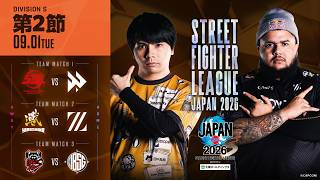 DIVISION S
第2節
09.01TUE
TEAM MATCH 1
VS
TEAM MATCH 2
VS
TEAM MATCH 3
VS
STREET
FIGHTER
LEAGUE
JAPAN 2026
JAPAN
2026
©CAPCOM